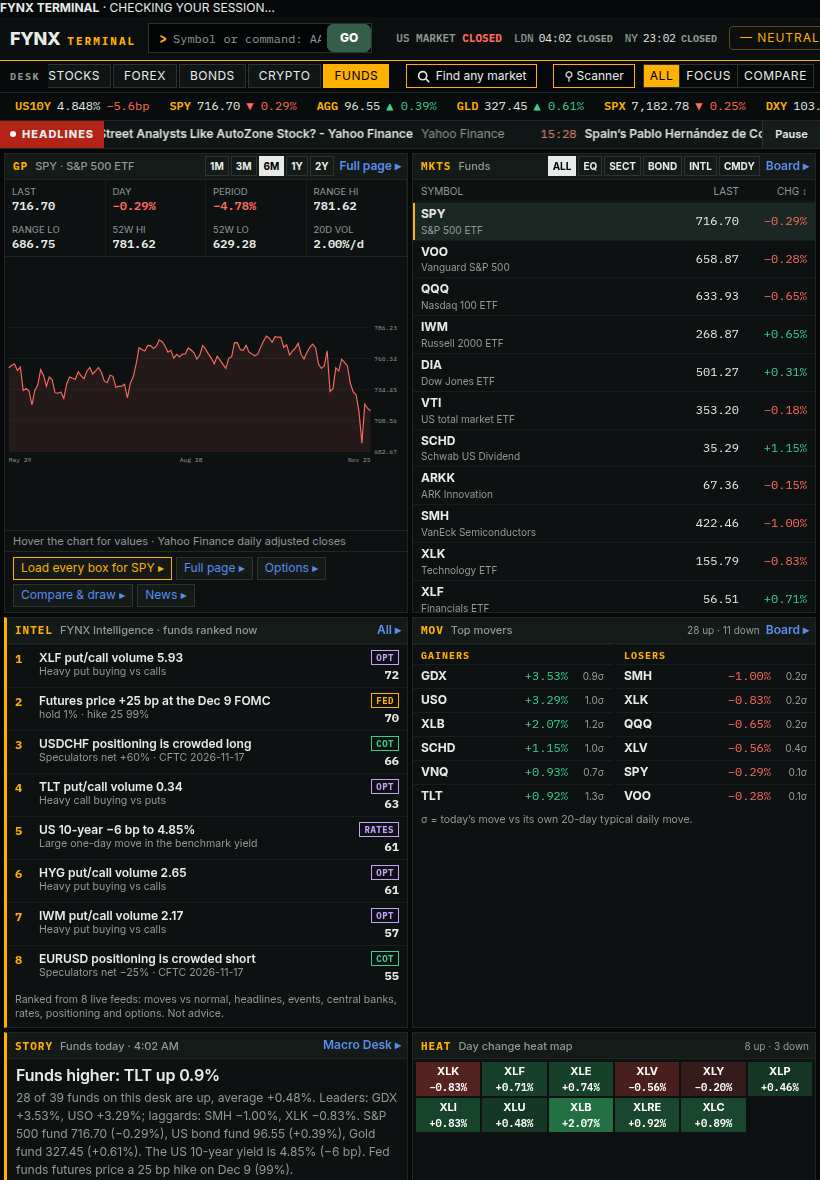 FYNX TERMINAL · CHECKING YOUR SESSION...
FYNX TERMINAL > Symbol or command: GO US MARKET CLOSED LDN 04:02 CLOSED NY 23:02 CLOSED — NEUTRAL
DESK STOCKS FOREX BONDS CRYPTO FUNDS Find any market Scanner ALL FOCUS COMPARE
US10Y 4.848% −5.6bp SPY 716.70 ▼ 0.29% AGG 96.55 ▲ 0.39% GLD 327.45 ▲ 0.61% SPX 7,182.78 ▼ 0.25% DXY 103.
HEADLINES Street Analysts Like AutoZone Stock? - Yahoo Finance Yahoo Finance 15:28 Spain's Pablo Hernández de Co Pause
GP SPY · S&P 500 ETF 1M 3M 6M 1Y 2Y Full page ▸
LAST DAY PERIOD RANGE HI
716.70 −0.29% −4.78% 781.62
RANGE LO 52W HI 52W LO 20D VOL
686.75 781.62 629.28 2.00%/d
786.23
734.85
682.67
May 29 Aug 28 Nov 25
Hover the chart for values · Yahoo Finance daily adjusted closes
Load every box for SPY ▸ Full page ▸ Options ▸
Compare & draw ▸ News ▸
MKTS Funds ALL EQ SECT BOND INTL CMDY Board ▸
SYMBOL LAST CHG ↕
SPY 716.70 −0.29%
S&P 500 ETF
VOO 658.87 −0.28%
Vanguard S&P 500
QQQ 633.93 −0.65%
Nasdaq 100 ETF
IWM 268.87 +0.65%
Russell 2000 ETF
DIA 501.27 +0.31%
Dow Jones ETF
VTI 353.20 −0.18%
US total market ETF
SCHD 35.29 +1.15%
Schwab US Dividend
ARKK 67.36 −0.15%
ARK Innovation
SMH 422.46 −1.00%
VanEck Semiconductors
XLK 155.79 −0.83%
Technology ETF
XLF 56.51 +0.71%
Financials ETF
INTEL FYNX Intelligence · funds ranked now All ▸
1 XLF put/call volume 5.93 OPT
Heavy put buying vs calls 72
2 Futures price +25 bp at the Dec 9 FOMC FED
hold 1% · hike 25 99% 70
3 USDCHF positioning is crowded long COT
Speculators net +60% · CFTC 2026-11-17 66
4 TLT put/call volume 0.34 OPT
Heavy call buying vs puts 63
5 US 10-year −6 bp to 4.85% RATES
Large one-day move in the benchmark yield 61
6 HYG put/call volume 2.65 OPT
Heavy put buying vs calls 61
7 IWM put/call volume 2.17 OPT
Heavy put buying vs calls 57
8 EURUSD positioning is crowded short COT
Speculators net −25% · CFTC 2026-11-17 55
Ranked from 8 live feeds: moves vs normal, headlines, events, central banks,
rates, positioning and options. Not advice.
MOV Top movers 28 up · 11 down Board ▸
GAINERS LOSERS
GDX +3.53% 0.9σ SMH −1.00% 0.2σ
USO +3.29% 1.0σ XLK −0.83% 0.2σ
XLB +2.07% 1.2σ QQQ −0.65% 0.2σ
SCHD +1.15% 1.0σ XLV −0.56% 0.4σ
VNQ +0.93% 0.7σ SPY −0.29% 0.1σ
TLT +0.92% 1.3σ VOO −0.28% 0.1σ
σ = today's move vs its own 20-day typical daily move.
STORY Funds today · 4:02 AM Macro Desk ▸
Funds higher: TLT up 0.9%
28 of 39 funds on this desk are up, average +0.48%. Leaders: GDX
+3.53%, USO +3.29%; laggards: SMH −1.00%, XLK −0.83%. S&P
500 fund 716.70 (−0.29%), US bond fund 96.55 (+0.39%), Gold
fund 327.45 (+0.61%). The US 10-year yield is 4.85% (−6 bp). Fed
funds futures price a 25 bp hike on Dec 9 (99%).
HEAT Day change heat map 8 up · 3 down
XLK XLF XLE XLV XLY XLP
−0.83% +0.71% +0.74% −0.56% −0.20% +0.46%
XLI XLU XLB XLRE XLC
+0.83% +0.48% +2.07% +0.92% +0.89%